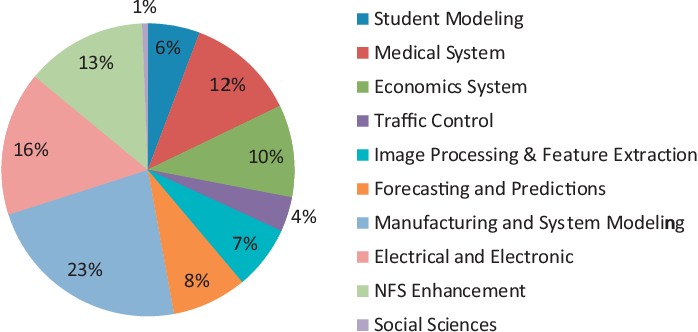 1%
6%
12%
10%
4%
7%
8%
23%
16%
13%
Student Modeling
Medical System
Economics System
Traffic Control
Image Processing & Feature Extraction
Forecasting and Predictions
Manufacturing and System Modeling
Electrical and Electronic
NFS Enhancement
Social Sciences